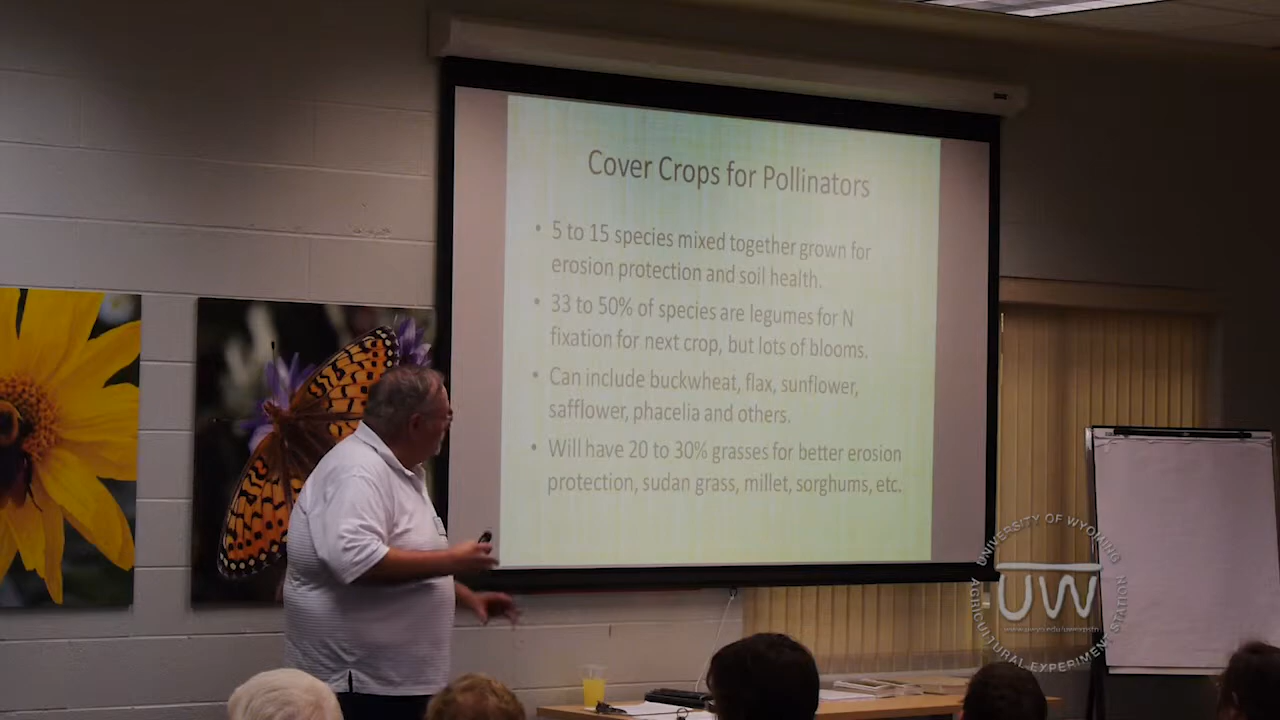 Cover Crops for Pollinators
• 5 to 15 species mixed together grown for
erosion protection and soil health.
• 33 to 50% of species are legumes for N
fixation for next crop, but lots of blooms.
• Can include buckwheat, flax, sunflower,
safflower, phacelia and others.
• Will have 20 to 30% grasses for better erosion
protection, sudan grass, millet, sorghums, etc.
UNIVERSITY OF WYOMING
UW
AGRICULTURAL EXPERIMENT STATION